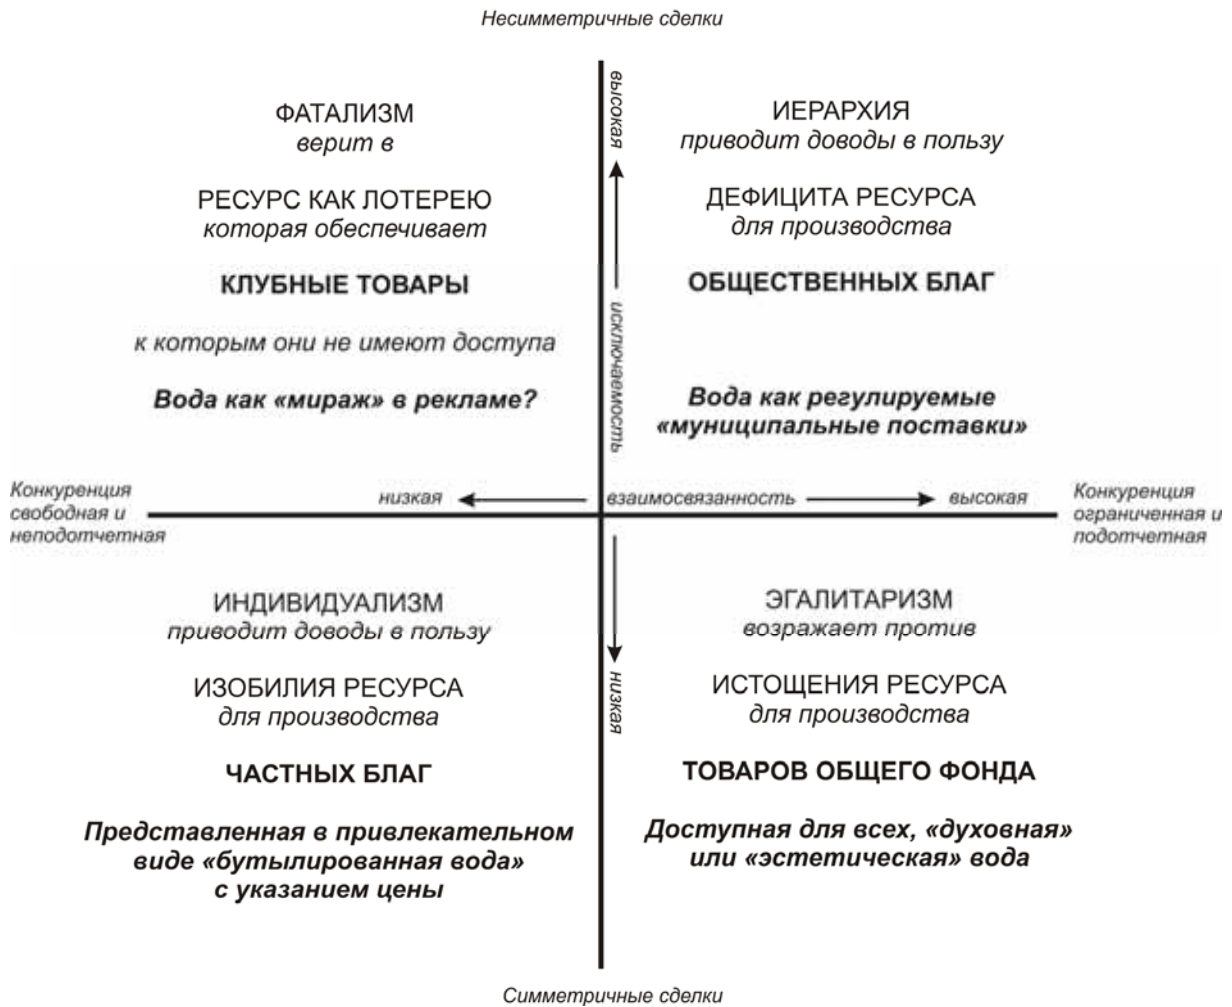 Несимметричные сделки
ФАТАЛИЗМ
верит в
РЕСУРС КАК ЛОТЕРЕЮ
которая обеспечивает
КЛУБНЫЕ ТОВАРЫ
к которым они не имеют доступа
Вода как «мираж» в рекламе?
высокая
исключаемость
ИЕРАРХИЯ
приводит доводы в пользу
ДЕФИЦИТА РЕСУРСА
для производства
ОБЩЕСТВЕННЫХ БЛАГ
Вода как регулируемые
«муниципальные поставки»
Конкуренция
свободная и
неподотчетная
низкая
взаимосвязанность
высокая
Конкуренция
ограниченная и
подотчетная
ИНДИВИДУАЛИЗМ
приводит доводы в пользу
ИЗОБИЛИЯ РЕСУРСА
для производства
ЧАСТНЫХ БЛАГ
Представленная в привлекательном
виде «бутылированная вода»
с указанием цены
низкая
ЭГАЛИТАРИЗМ
возражает против
ИСТОЩЕНИЯ РЕСУРСА
для производства
ТОВАРОВ ОБЩЕГО ФОНДА
Доступная для всех, «духовная»
или «эстетическая» вода
Симметричные сделки